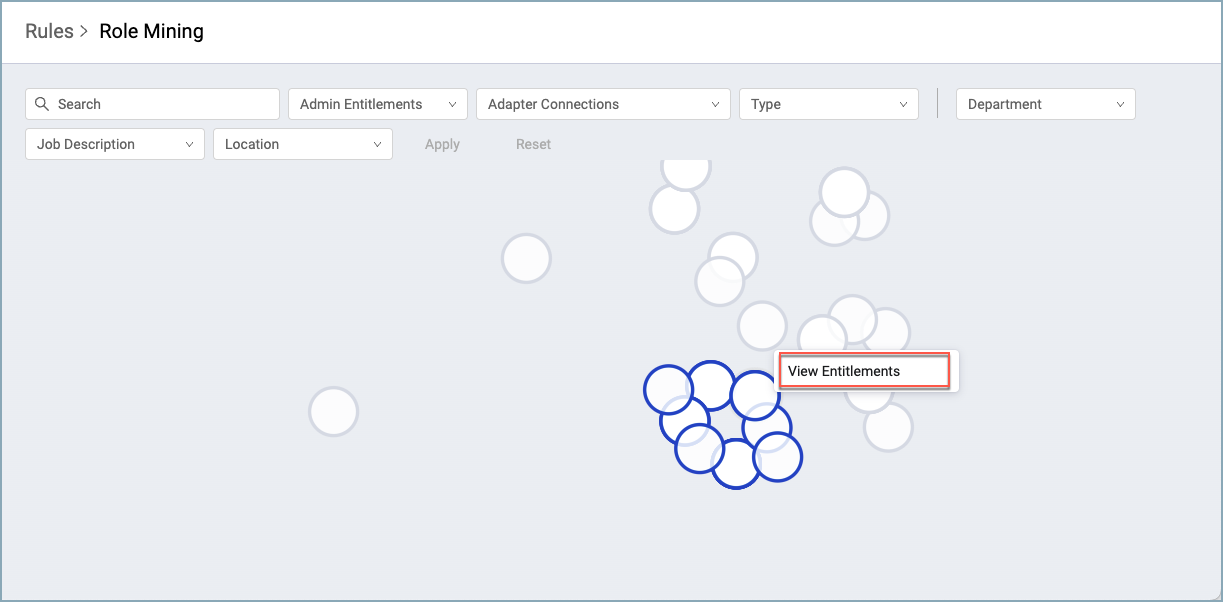 Rules > Role Mining
Search
Admin Entitlements
Adapter Connections
Type
Department
Job Description
Location
Apply
Reset
View Entitlements